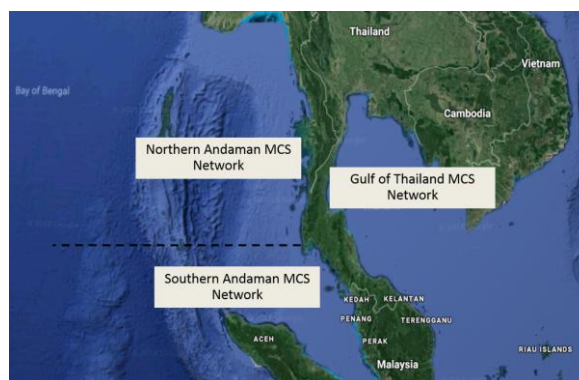 Thailand
Vietnam
Bay of Bengal
Cambodia
Northern Andaman MCS
Network
Gulf of Thailand MCS
Network
Southern Andaman MCS
Network
KEDAH
KELANTAN
PENANG
TERENGGANU
ACEH
PERAK
RIAU ISLANDS
Malaysia